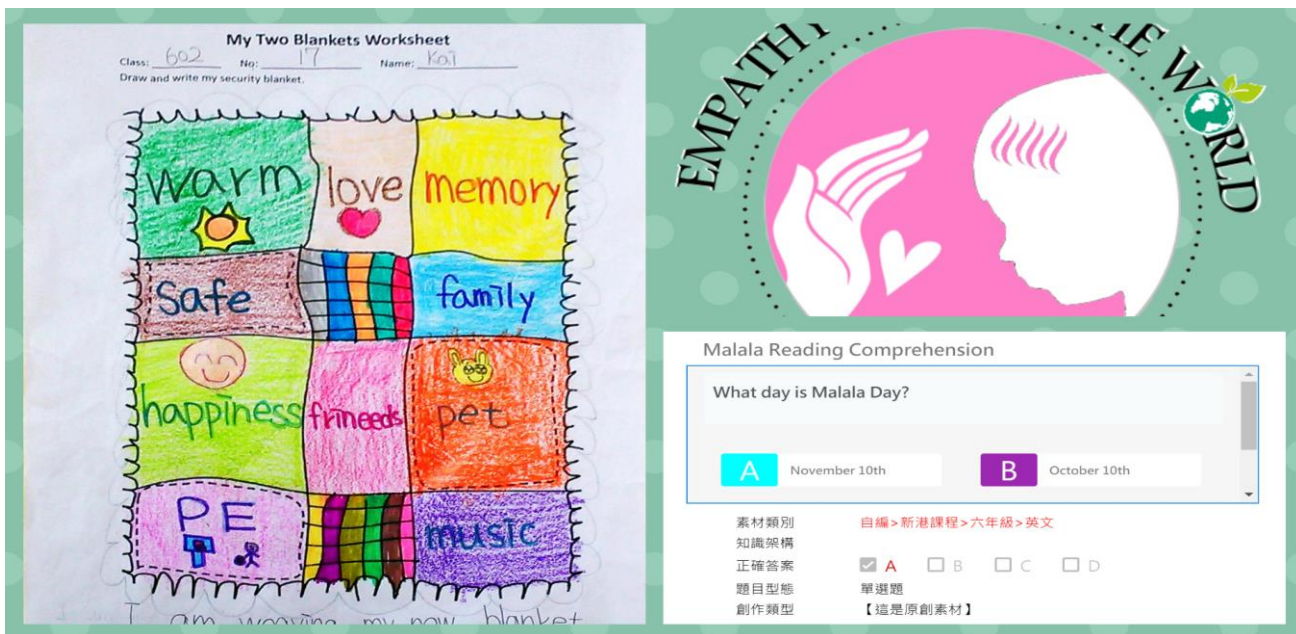 My Two Blankets Worksheet
Class: 602 No: 17 Name: Kai
Draw and write my security blanket.
warm love memory
safe family
happiness frineeds pet
PE music
I am weaving my blanket
EMPATHY WORLD
Malala Reading Comprehension
What day is Malala Day?
A November 10th B October 10th
素材類別 自編>新港課程>六年級>英文
知識架構
正確答案 A B C D
題目型態 單選題
創作類型 【這是原創素材】